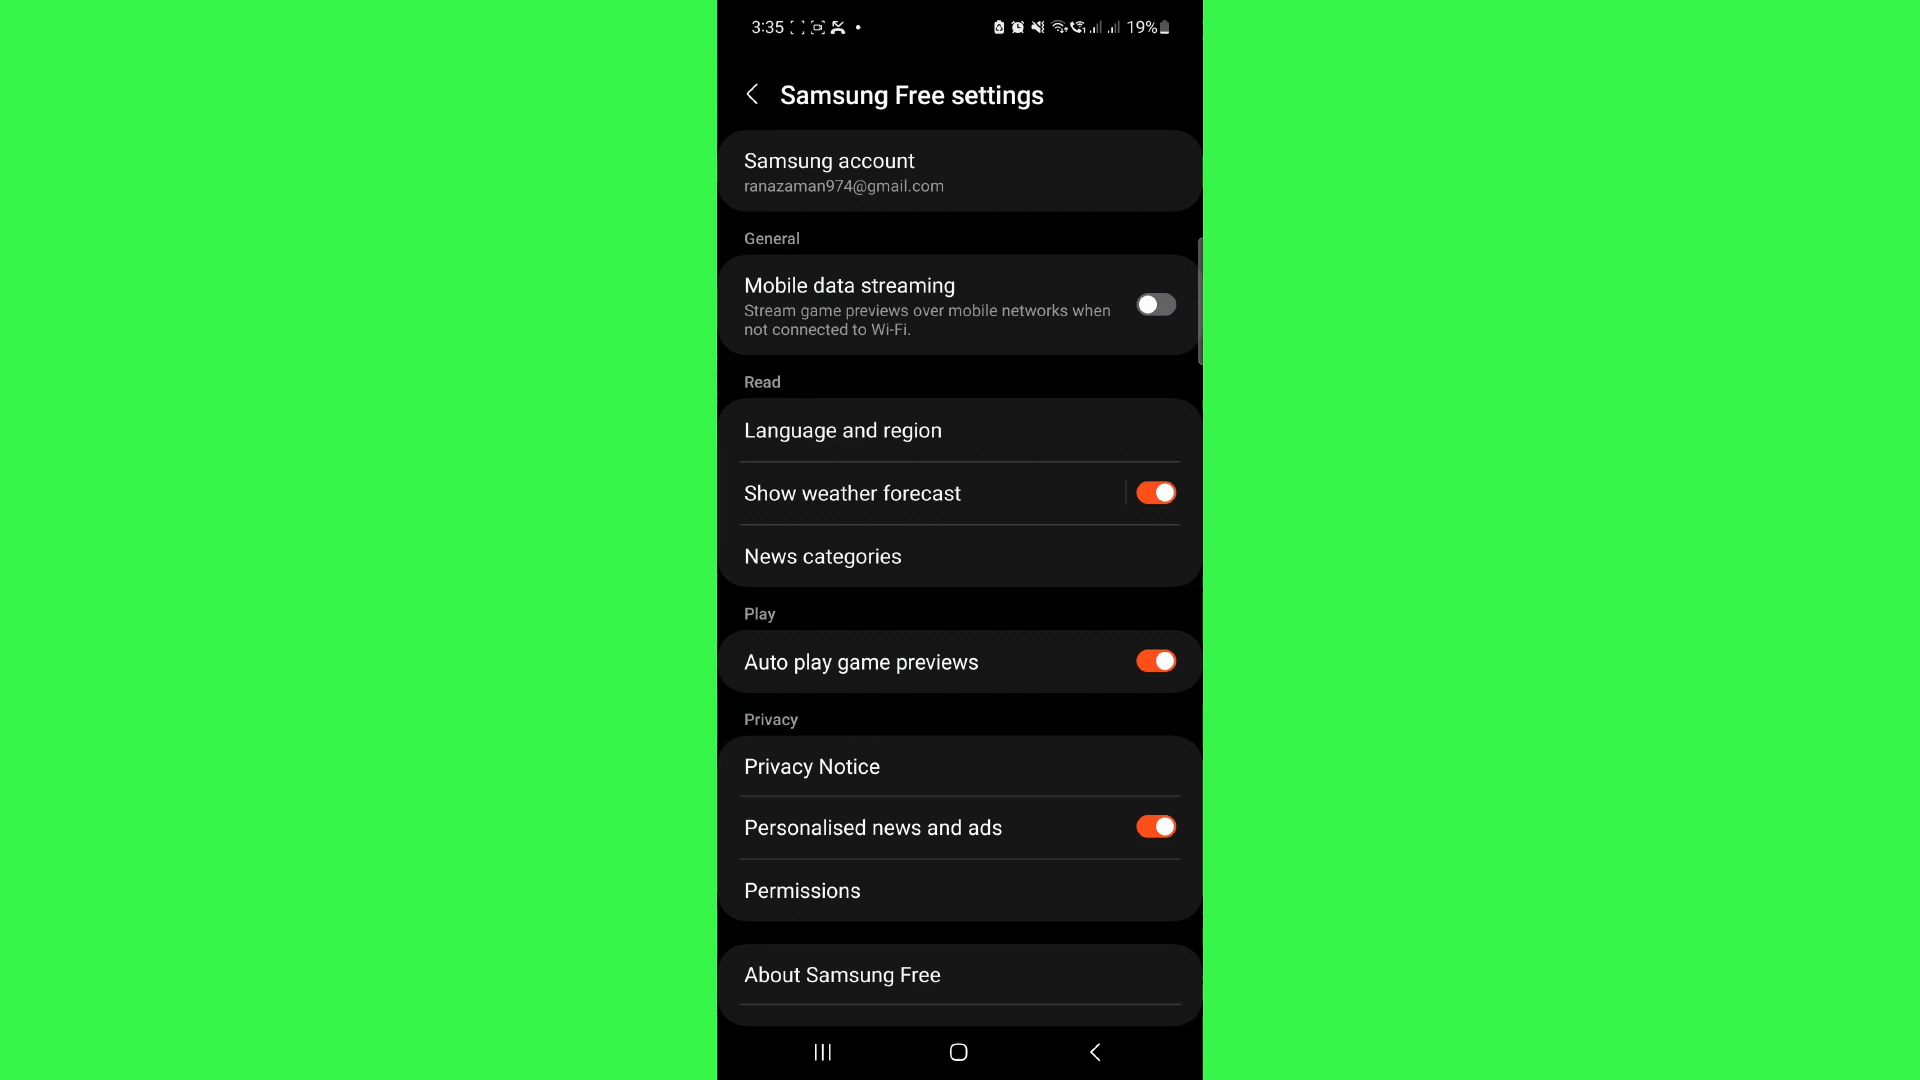 3:35 19%
Samsung Free settings
Samsung account
ranazaman974@gmail.com
General
Mobile data streaming
Stream game previews over mobile networks when
not connected to Wi-Fi.
Read
Language and region
Show weather forecast
News categories
Play
Auto play game previews
Privacy
Privacy Notice
Personalised news and ads
Permissions
About Samsung Free